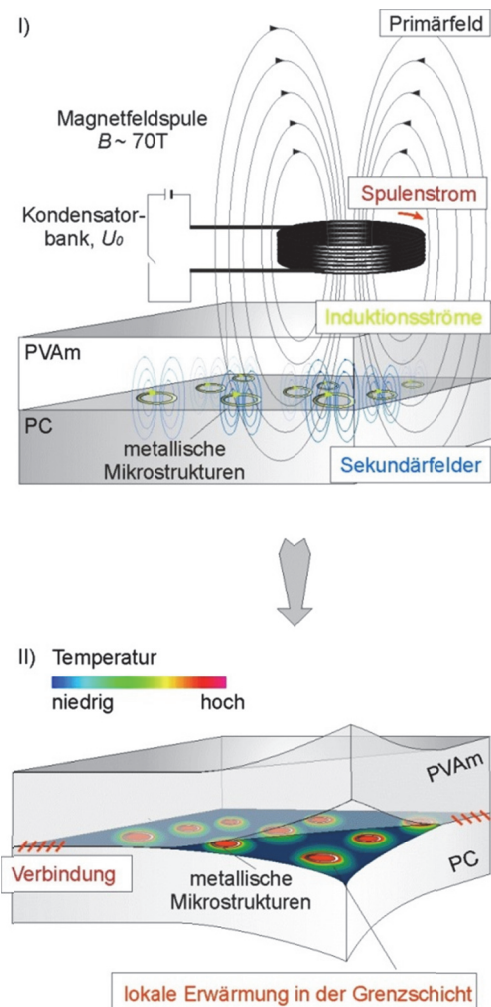 I)
Primärfeld
Magnetfeldspule
B ~ 70T
Spulenstrom
Kondensator-
bank, U₀
Induktionsströme
PVAm
PC
metallische
Mikrostrukturen
Sekundärfelder
II) Temperatur
niedrig hoch
PVAm
PC
Verbindung
metallische
Mikrostrukturen
lokale Erwärmung in der Grenzschicht